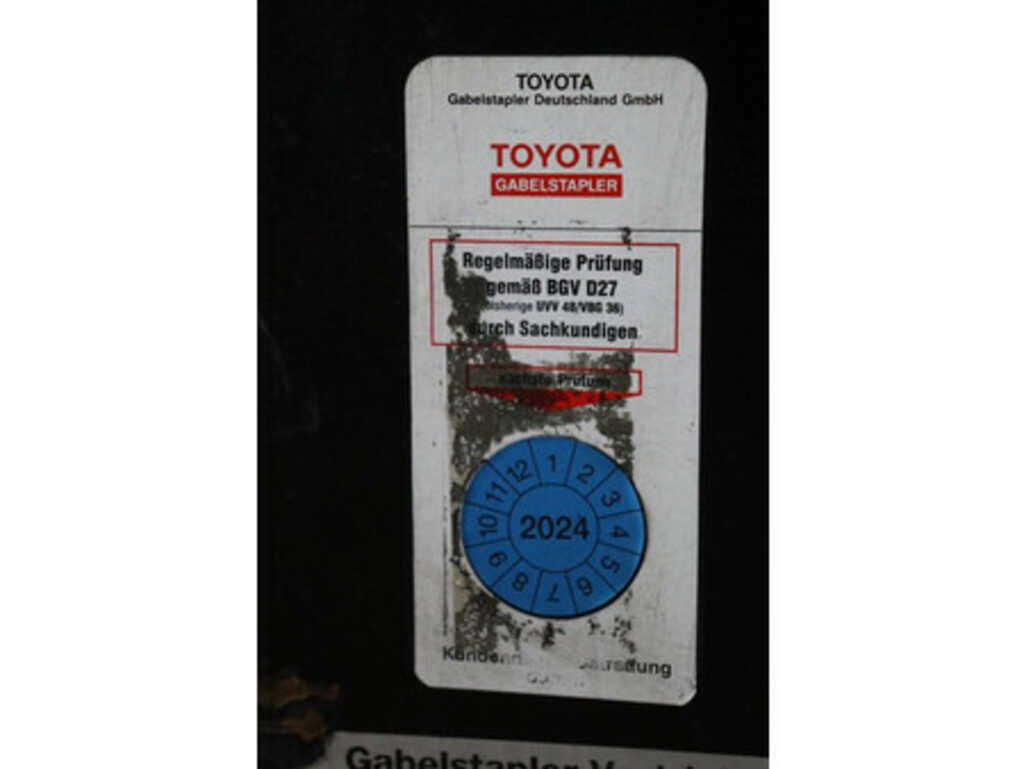 TOYOTA
Gabelstapler Deutschland GmbH
TOYOTA
GABELSTAPLER
Regelmäßige Prüfung
gemäß BGV D27
UVV 48/VBG 36)
durch Sachkundigen
nächste Prüfung
12 1 2
11 3
10 2024 4
9 5
8 7 6
Gabelstapler